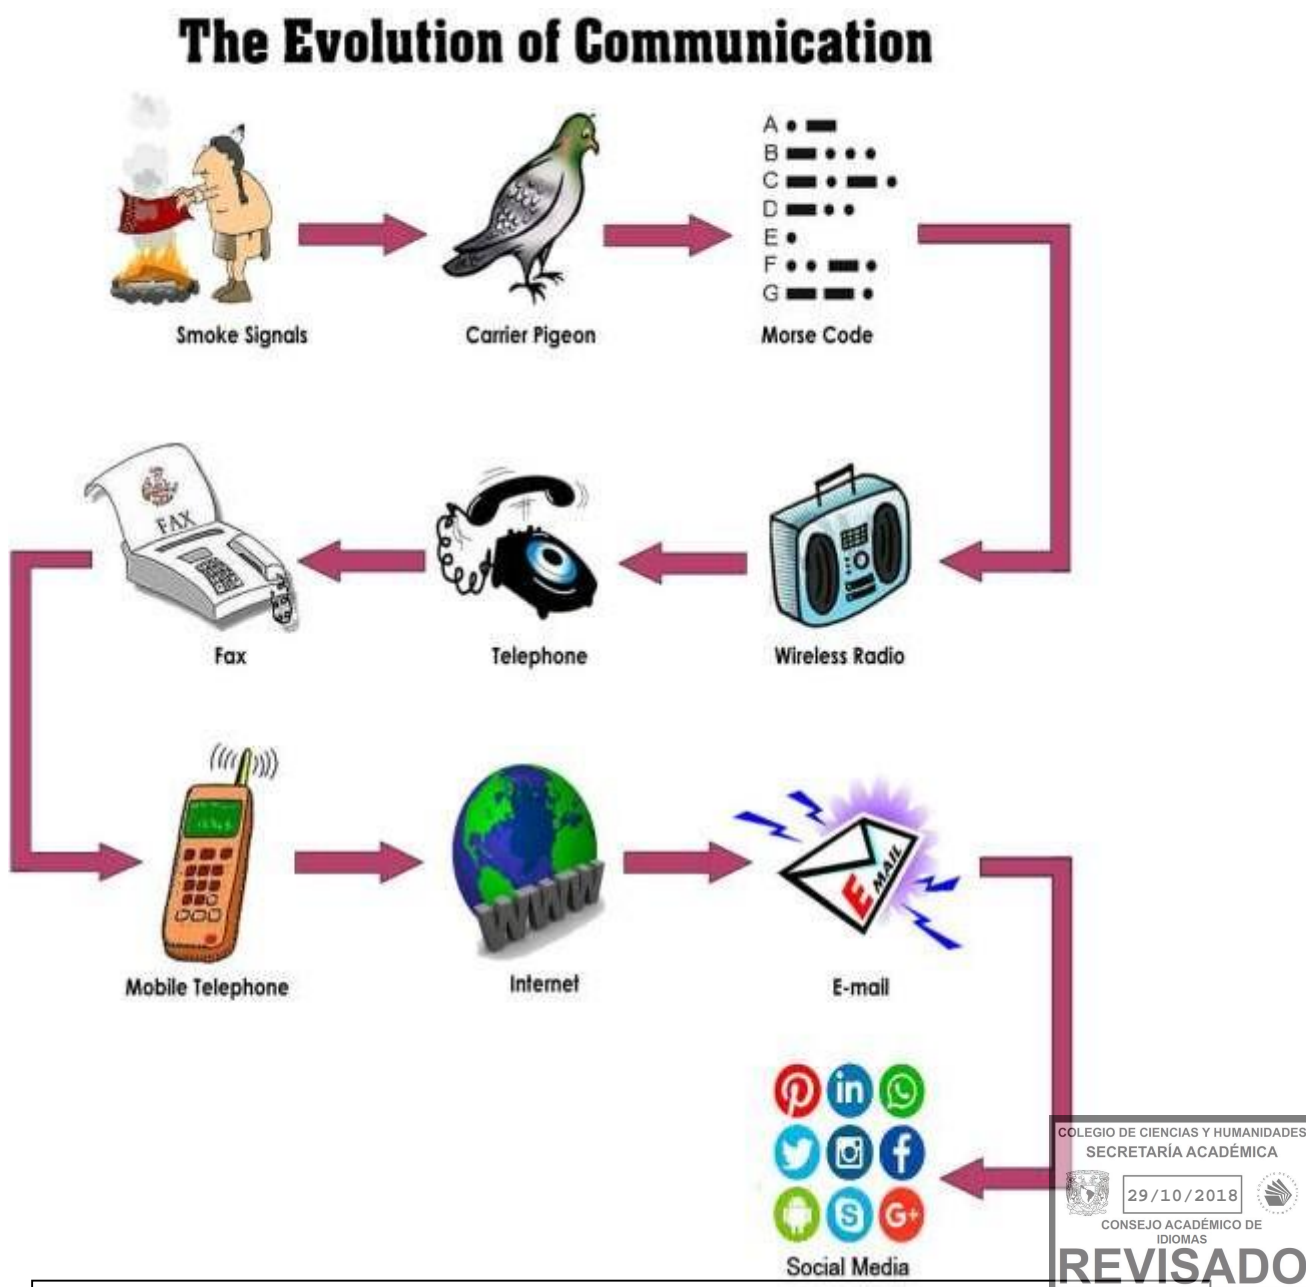 The Evolution of Communication
A
B
C
D
E
F
G
Smoke Signals
Carrier Pigeon
Morse Code
FAX
Fax
Telephone
Wireless Radio
WWW
E-MAIL
Mobile Telephone
Internet
E-mail
in
f
S
G+
Social Media
COLEGIO DE CIENCIAS Y HUMANIDADES
SECRETARÍA ACADÉMICA
29/10/2018
CONSEJO ACADÉMICO DE
IDIOMAS
REVISADO